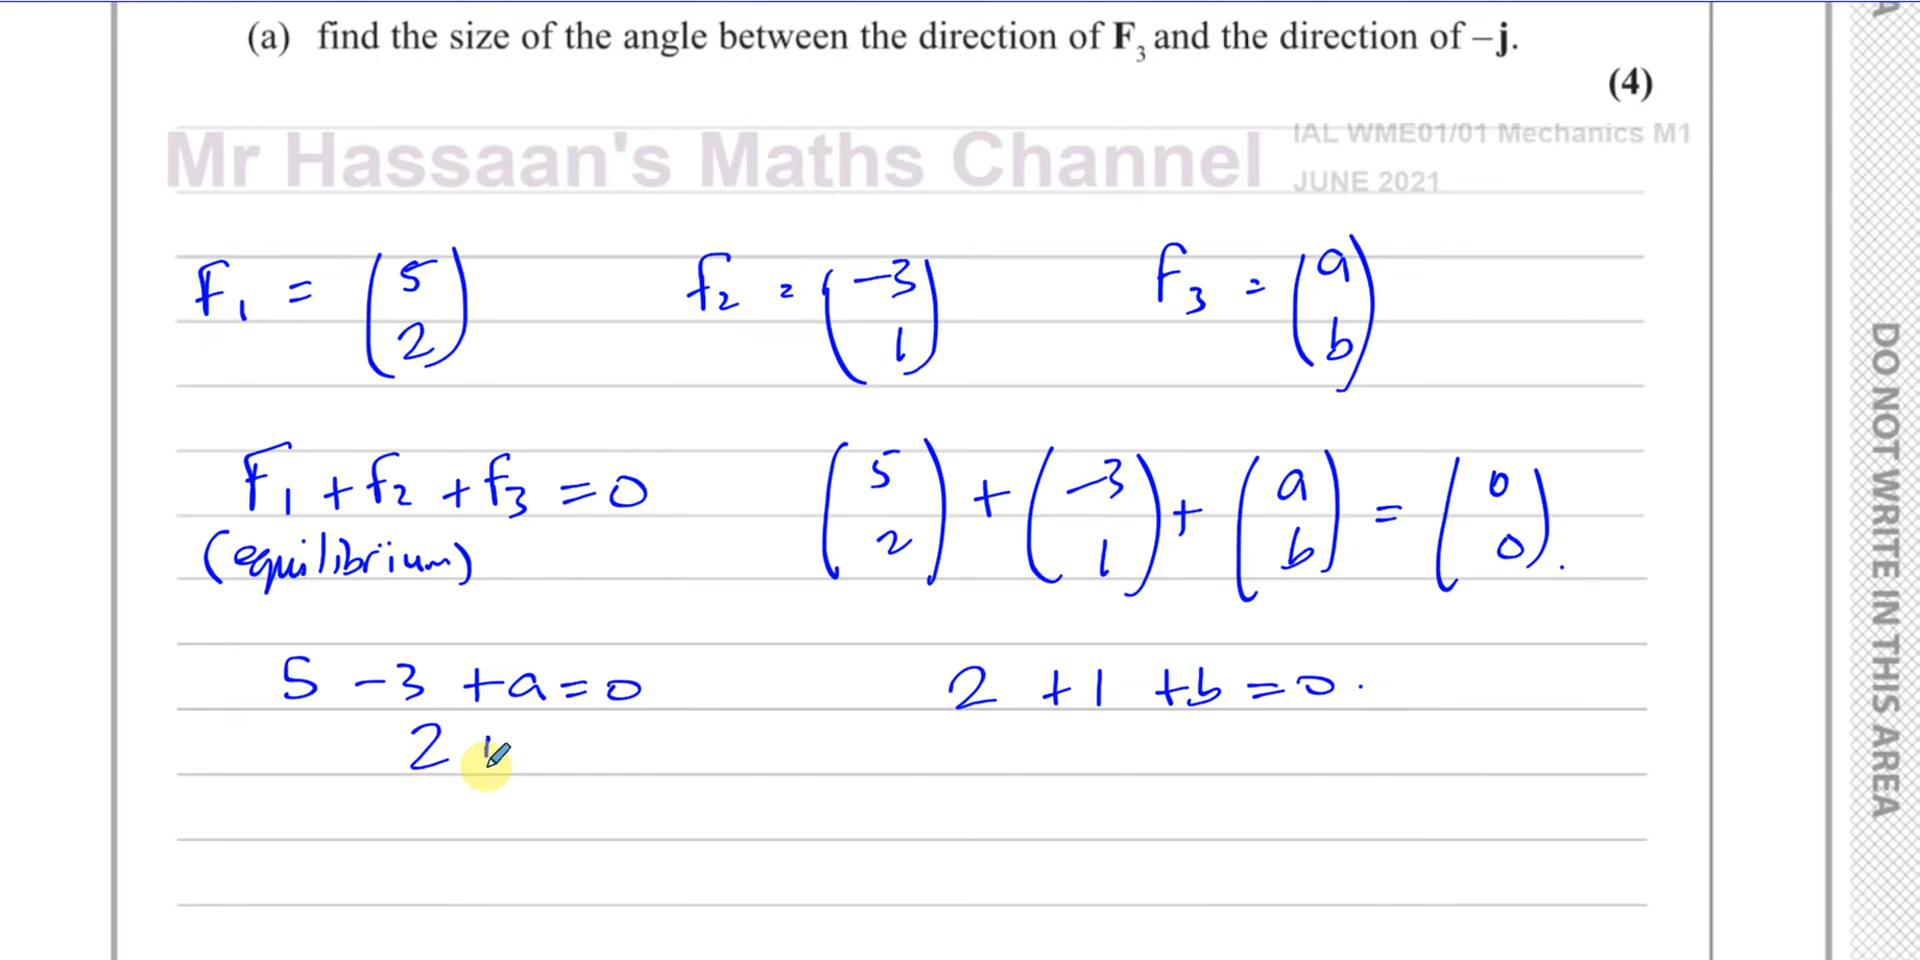 (a) find the size of the angle between the direction of F₃ and the direction of −j.
(4)
Mr Hassaan's Maths Channel
IAL WME01/01 Mechanics M1
JUNE 2021
F₁ = (5 2) f₂ = (−3 1) F₃ = (a b)
F₁ + f₂ + f₃ = 0 (5 2) + (−3 1) + (a b) = (0 0).
(equilibrium)
5 −3 +a = 0 2 +1 +b = 0.
2
DO NOT WRITE IN THIS AREA